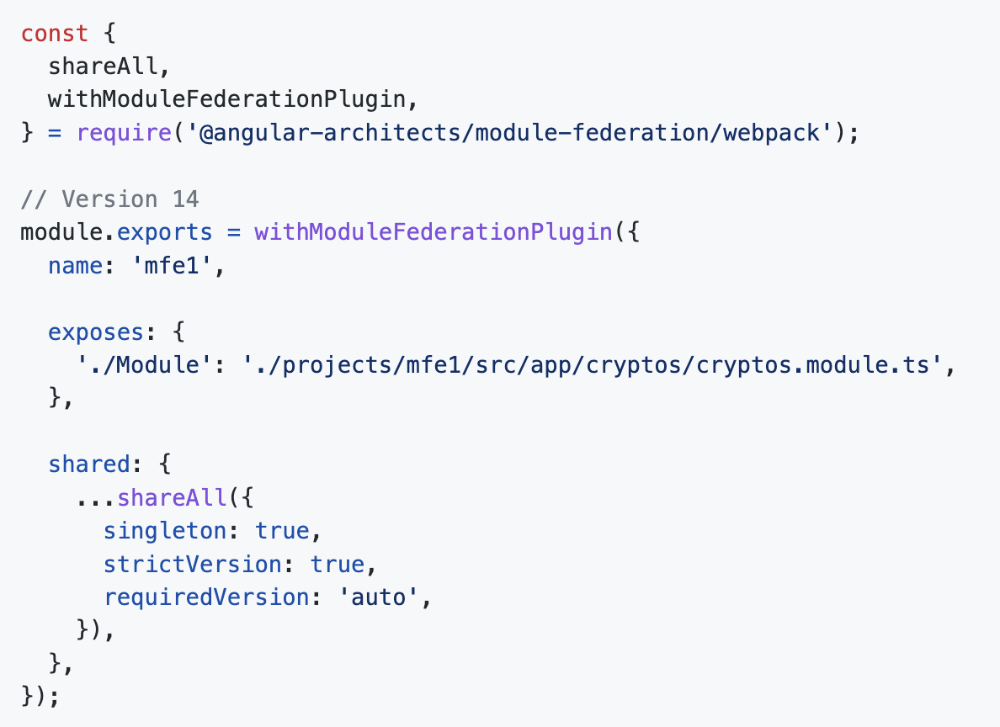 const {
  shareAll,
  withModuleFederationPlugin,
} = require('@angular-architects/module-federation/webpack');

// Version 14
module.exports = withModuleFederationPlugin({
  name: 'mfe1',

  exposes: {
    './Module': './projects/mfe1/src/app/cryptos/cryptos.module.ts',
  },

  shared: {
    ...shareAll({
      singleton: true,
      strictVersion: true,
      requiredVersion: 'auto',
    }),
  },
});